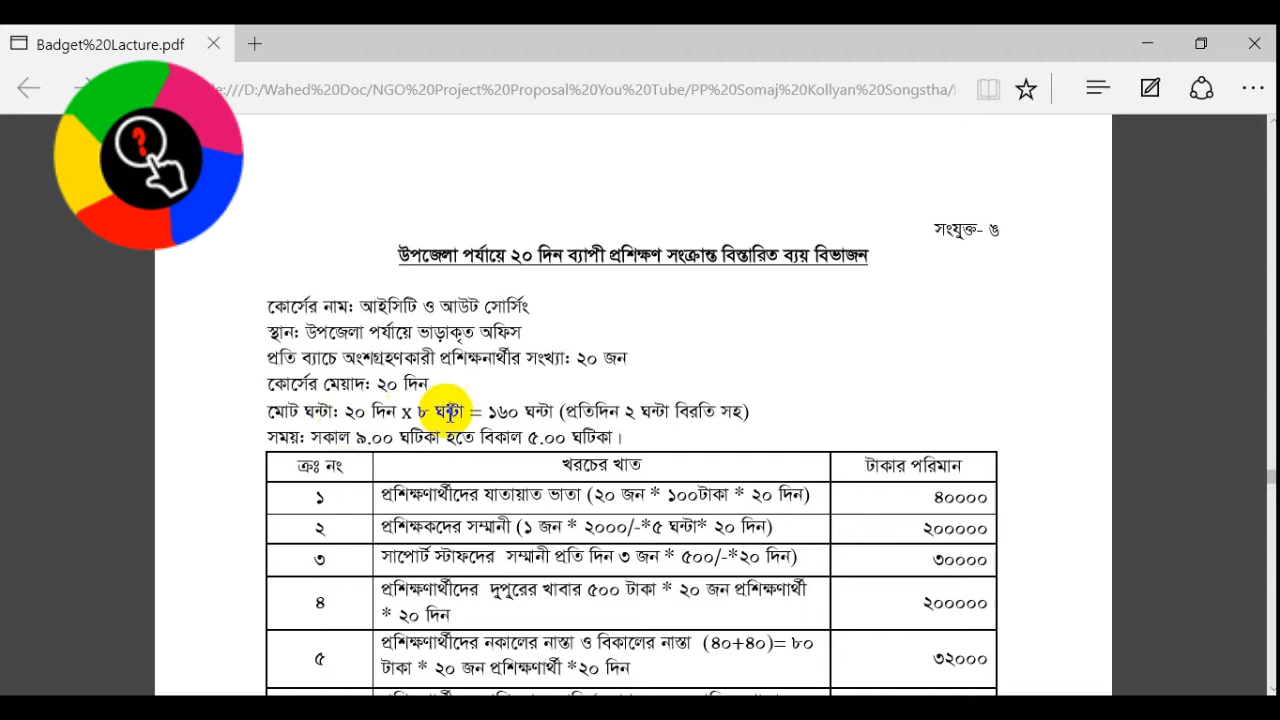 Badget%20Lacture.pdf
:///D:/Wahed%20Doc/NGO%20Project%20Proposal%20You%20Tube/PP%20Somaj%20Kollyan%20Songstha/
?
সংযুক্ত- ঙ
উপজেলা পর্যায়ে ২০ দিন ব্যাপী প্রশিক্ষণ সংক্রান্ত বিস্তারিত ব্যয় বিভাজন
কোর্সের নাম: আইসিটি ও আউট সোর্সিং
স্থান: উপজেলা পর্যায়ে ভাড়াকৃত অফিস
প্রতি ব্যাচে অংশগ্রহণকারী প্রশিক্ষনার্থীর সংখ্যা: ২০ জন
কোর্সের মেয়াদ: ২০ দিন
মোট ঘন্টা: ২০ দিন x ৮ ঘন্টা = ১৬০ ঘন্টা (প্রতিদিন ২ ঘন্টা বিরতি সহ)
সময়: সকাল ৯.০০ ঘটিকা হতে বিকাল ৫.০০ ঘটিকা।
ক্রঃ নং খরচের খাত টাকার পরিমান
১ প্রশিক্ষণার্থীদের যাতায়াত ভাতা (২০ জন * ১০০টাকা * ২০ দিন) ৪০০০০
২ প্রশিক্ষকদের সম্মানী (১ জন * ২০০০/-*৫ ঘন্টা* ২০ দিন) ২০০০০০
৩ সাপোর্ট স্টাফদের সম্মানী প্রতি দিন ৩ জন * ৫০০/-*২০ দিন) ৩০০০০
প্রশিক্ষণার্থীদের দুপুরের খাবার ৫০০ টাকা * ২০ জন প্রশিক্ষণার্থী
৪ * ২০ দিন ২০০০০০
প্রশিক্ষণার্থীদের নকালের নাস্তা ও বিকালের নাস্তা (৪০+৪০)= ৮০
৫ টাকা * ২০ জন প্রশিক্ষণার্থী *২০ দিন ৩২০০০